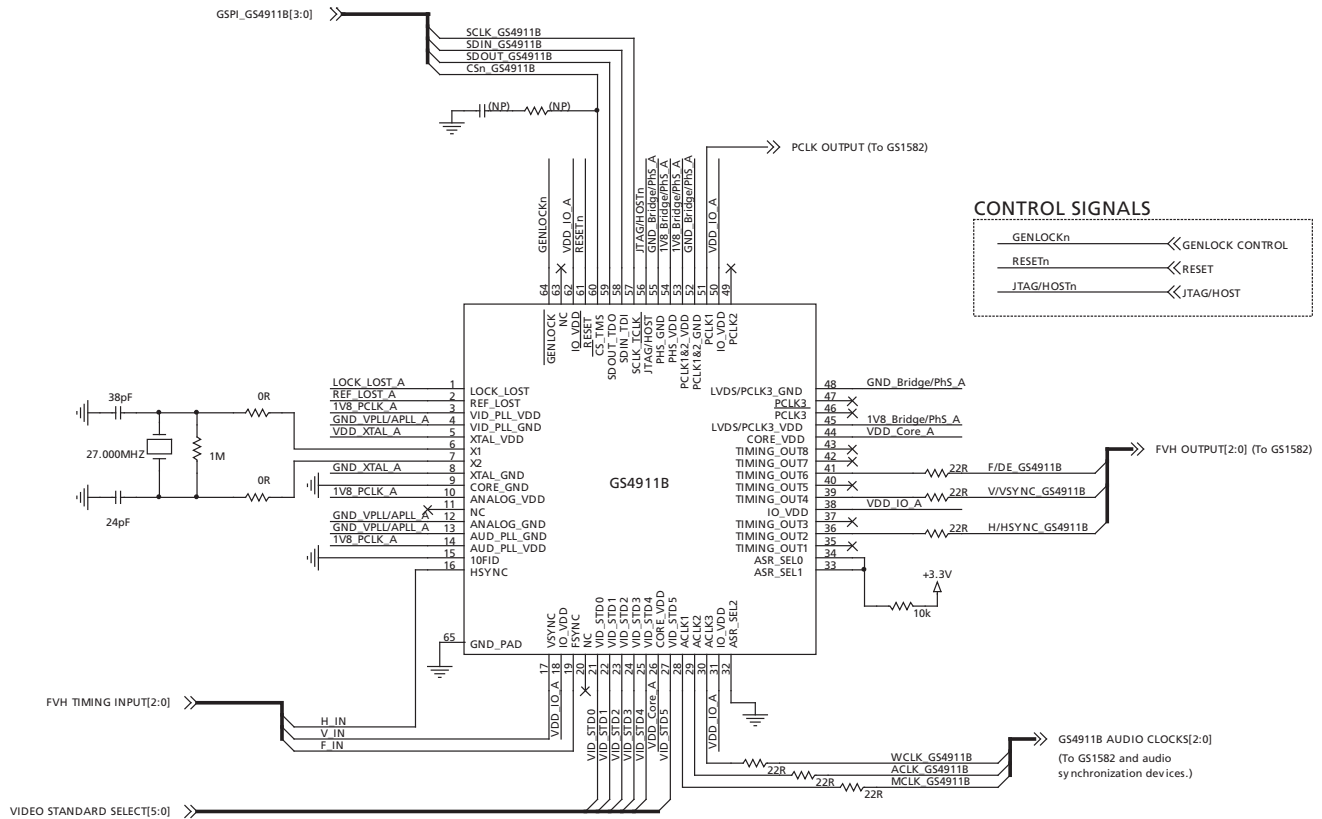 GSPI_GS4911B[3:0]
SCLK_GS4911B
SDIN_GS4911B
SDOUT_GS4911B
CSn_GS4911B
(NP)
(NP)
PCLK OUTPUT (To GS1582)
GENLOCKn
VDD_IO_A
RESETn
JTAG/HOSTn
GND_Bridge/PhS_A
1V8_Bridge/PhS_A
1V8_Bridge/PhS_A
GND_Bridge/PhS_A
VDD_IO_A
CONTROL SIGNALS
GENLOCKn
GENLOCK CONTROL
RESETn
RESET
JTAG/HOSTn
JTAG/HOST
64
63
62
61
60
59
58
57
56
55
54
53
52
51
50
49
GENLOCK
NC
IO_VDD
RESET
CS_TMS
SDOUT_TDO
SDIN_TDI
SCLK_TCLK
JTAG/HOST
PHS_GND
PHS_VDD
PCLK1&2_VDD
PCLK1&2_GND
PCLK1
IO_VDD
PCLK2
LOCK_LOST_A 1 LOCK_LOST
REF_LOST_A 2 REF_LOST
1V8_PCLK_A 3 VID_PLL_VDD
GND_VPLL/APLL_A 4 VID_PLL_GND
VDD_XTAL_A 5 XTAL_VDD
6 X1
7 X2
GND_XTAL_A 8 XTAL_GND
9 CORE_GND
1V8_PCLK_A 10 ANALOG_VDD
11 NC
GND_VPLL/APLL_A 12 ANALOG_GND
GND_VPLL/APLL_A 13 AUD_PLL_GND
1V8_PCLK_A 14 AUD_PLL_VDD
15 10FID
16 HSYNC
38pF
0R
27.000MHZ
1M
0R
24pF
GS4911B
LVDS/PCLK3_GND 48 GND_Bridge/PhS_A
PCLK3 47
PCLK3 46
LVDS/PCLK3_VDD 45 1V8_Bridge/PhS_A
CORE_VDD 44 VDD_Core_A
TIMING_OUT8 43
TIMING_OUT7 42
TIMING_OUT6 41 22R F/DE_GS4911B
TIMING_OUT5 40
TIMING_OUT4 39 22R V/VSYNC_GS4911B
IO_VDD 38 VDD_IO_A
TIMING_OUT3 37
TIMING_OUT2 36 22R H/HSYNC_GS4911B
TIMING_OUT1 35
ASR_SEL0 34
ASR_SEL1 33
FVH OUTPUT[2:0] (To GS1582)
+3.3V
10k
65 GND_PAD
VSYNC
IO_VDD
FSYNC
NC
VID_STD0
VID_STD1
VID_STD2
VID_STD3
VID_STD4
CORE_VDD
VID_STD5
ACLK1
ACLK2
ACLK3
IO_VDD
ASR_SEL2
17
18
19
20
21
22
23
24
25
26
27
28
29
30
31
32
VDD_IO_A
VID_STD0
VID_STD1
VID_STD2
VID_STD3
VID_STD4
VDD_Core_A
VID_STD5
VDD_IO_A
FVH TIMING INPUT[2:0]
H_IN
V_IN
F_IN
WCLK_GS4911B
22R
ACLK_GS4911B
22R
MCLK_GS4911B
22R
GS4911B AUDIO CLOCKS[2:0]
(To GS1582 and audio
synchronization devices.)
VIDEO STANDARD SELECT[5:0]